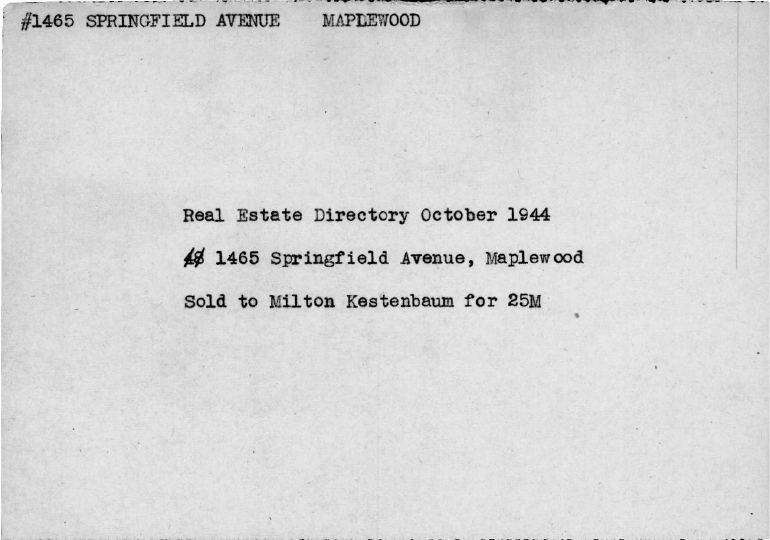 #1465 SPRINGFIELD AVENUE MAPLEWOOD
Real Estate Directory October 1944
1465 Springfield Avenue, Maplewood
Sold to Milton Kestenbaum for 25M